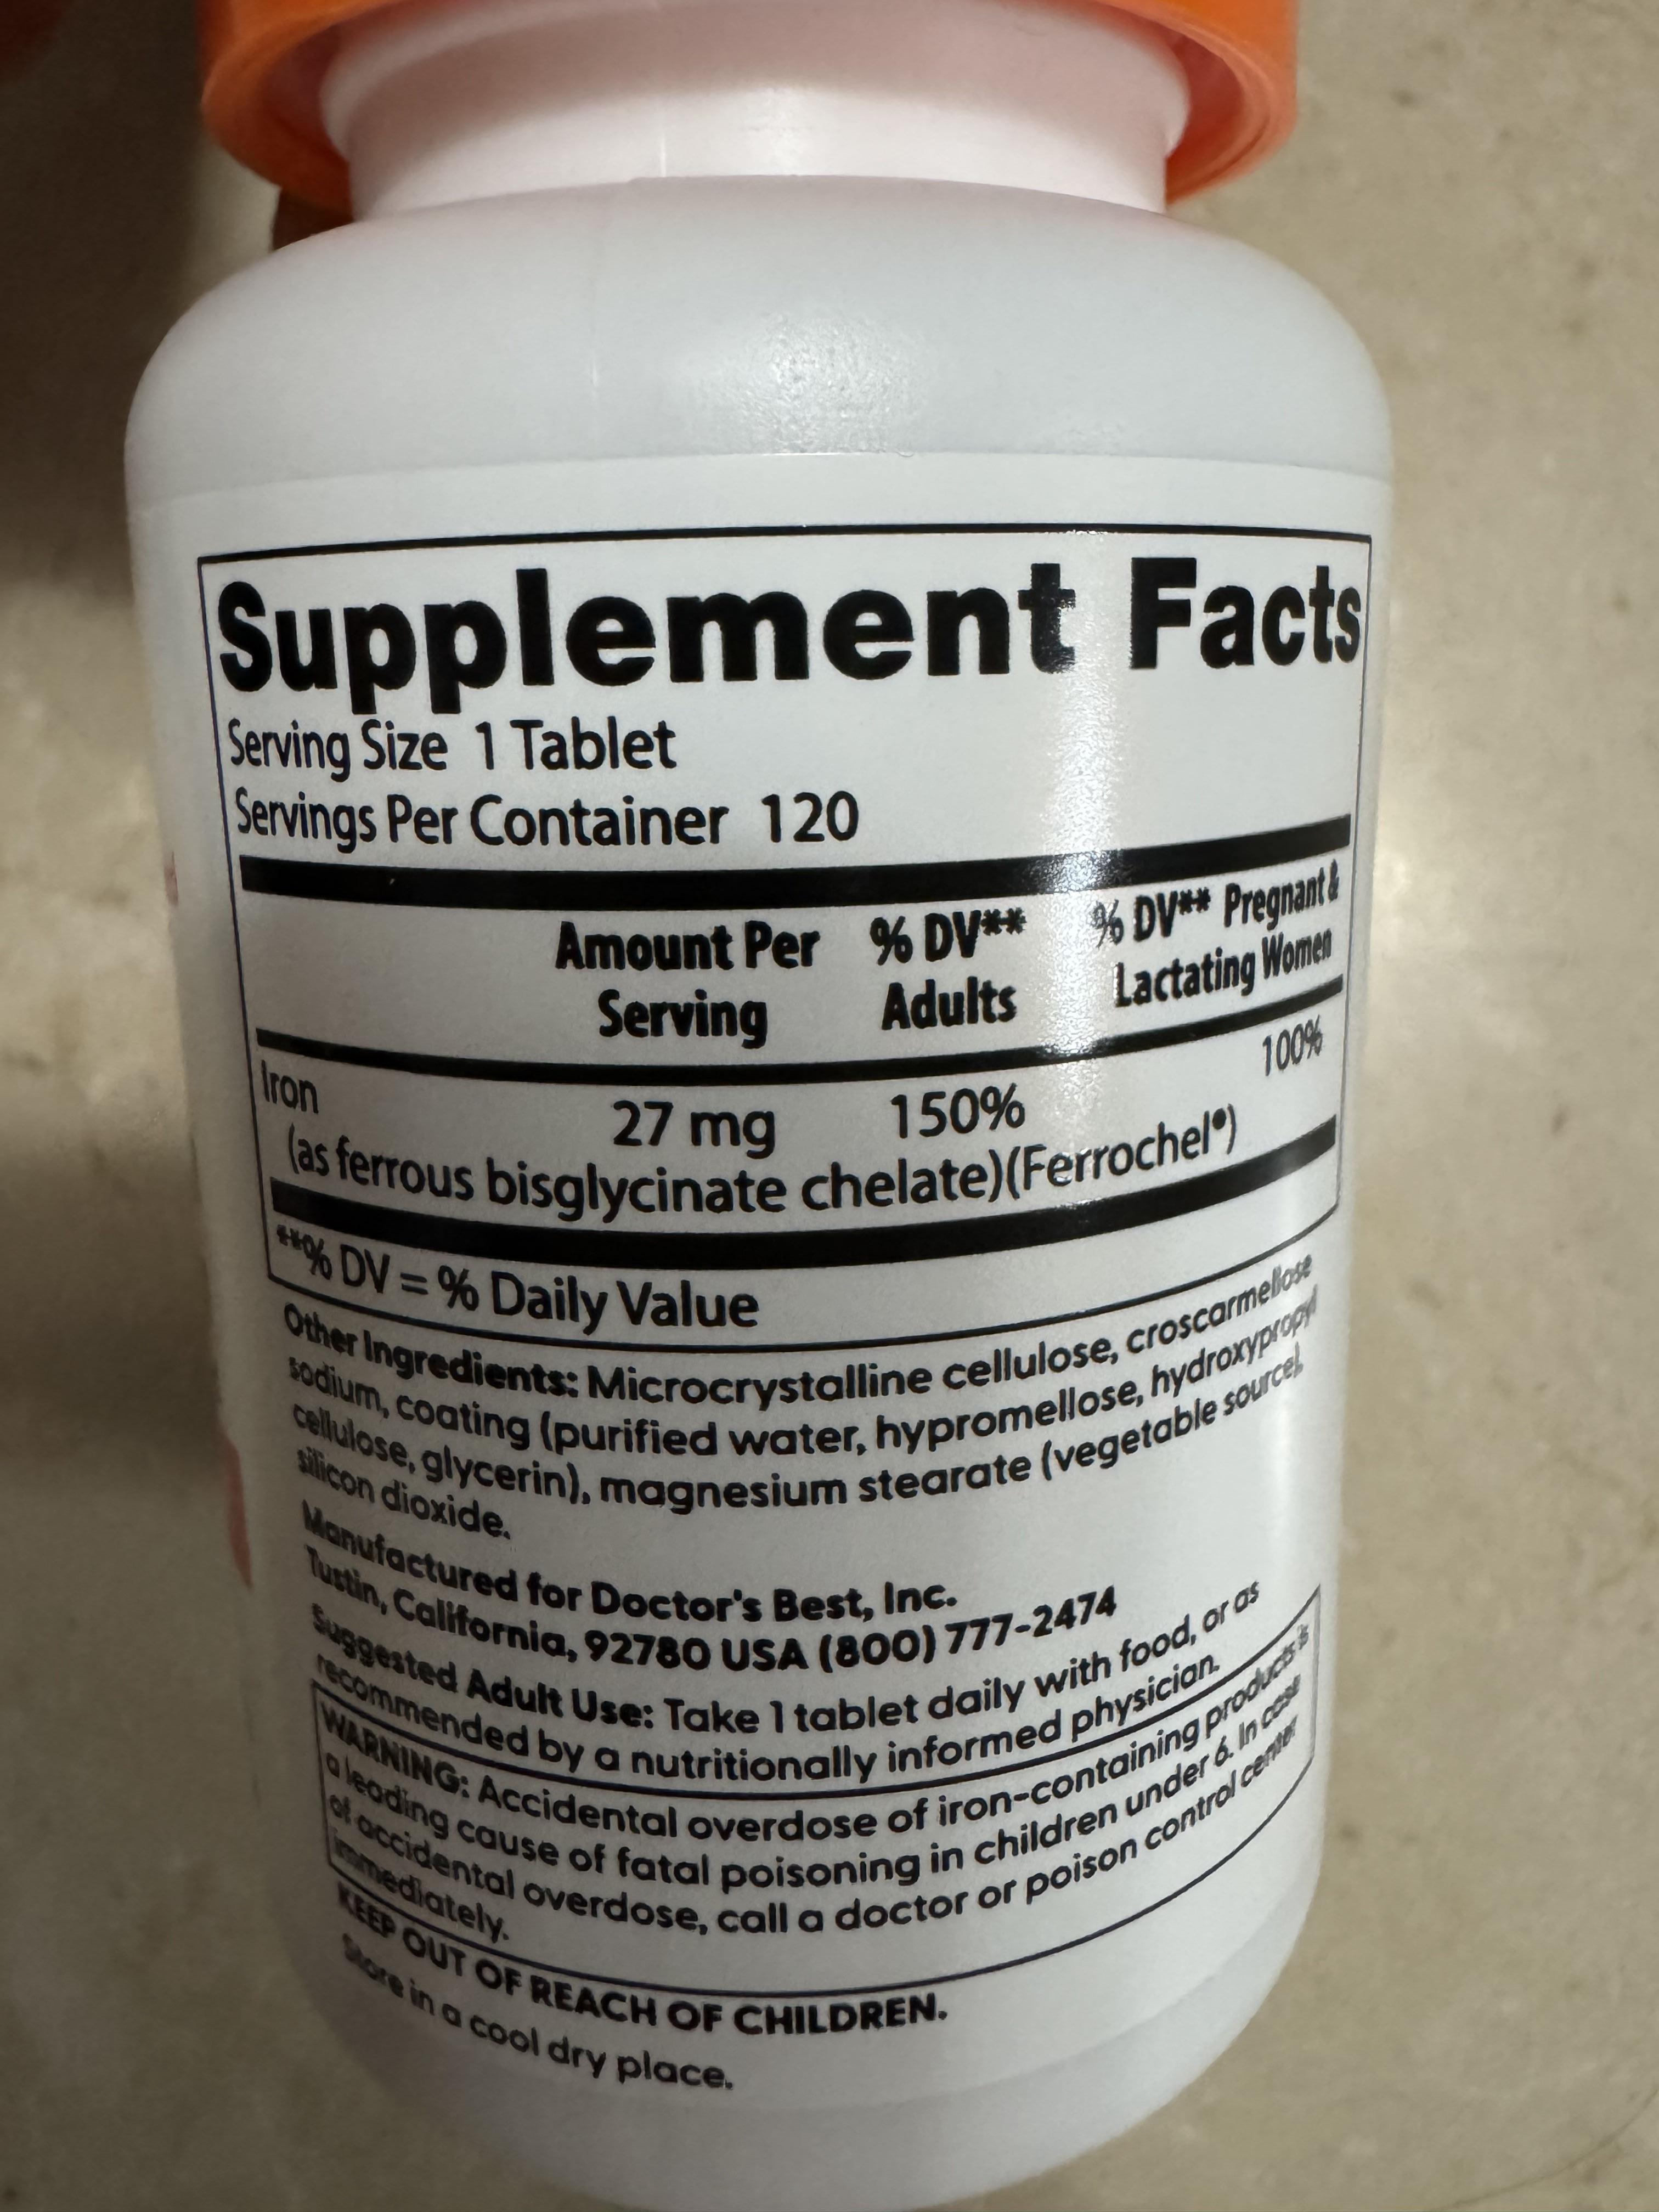 Supplement Facts
Serving Size 1 Tablet
Servings Per Container 120
Amount Per Serving % DV** Adults % DV** Pregnant & Lactating Women
Iron 27 mg 150% 100%
(as ferrous bisglycinate chelate)(Ferrochel®)
**% DV = % Daily Value
Other Ingredients: Microcrystalline cellulose, croscarmellose
sodium, coating (purified water, hypromellose, hydroxypropyl
cellulose, glycerin), magnesium stearate (vegetable source),
silicon dioxide.
Manufactured for Doctor's Best, Inc.
Tustin, California, 92780 USA (800) 777-2474
Suggested Adult Use: Take 1 tablet daily with food, or as
recommended by a nutritionally informed physician.
WARNING: Accidental overdose of iron-containing products is
a leading cause of fatal poisoning in children under 6. In case
of accidental overdose, call a doctor or poison control center
immediately.
KEEP OUT OF REACH OF CHILDREN.
Store in a cool dry place.